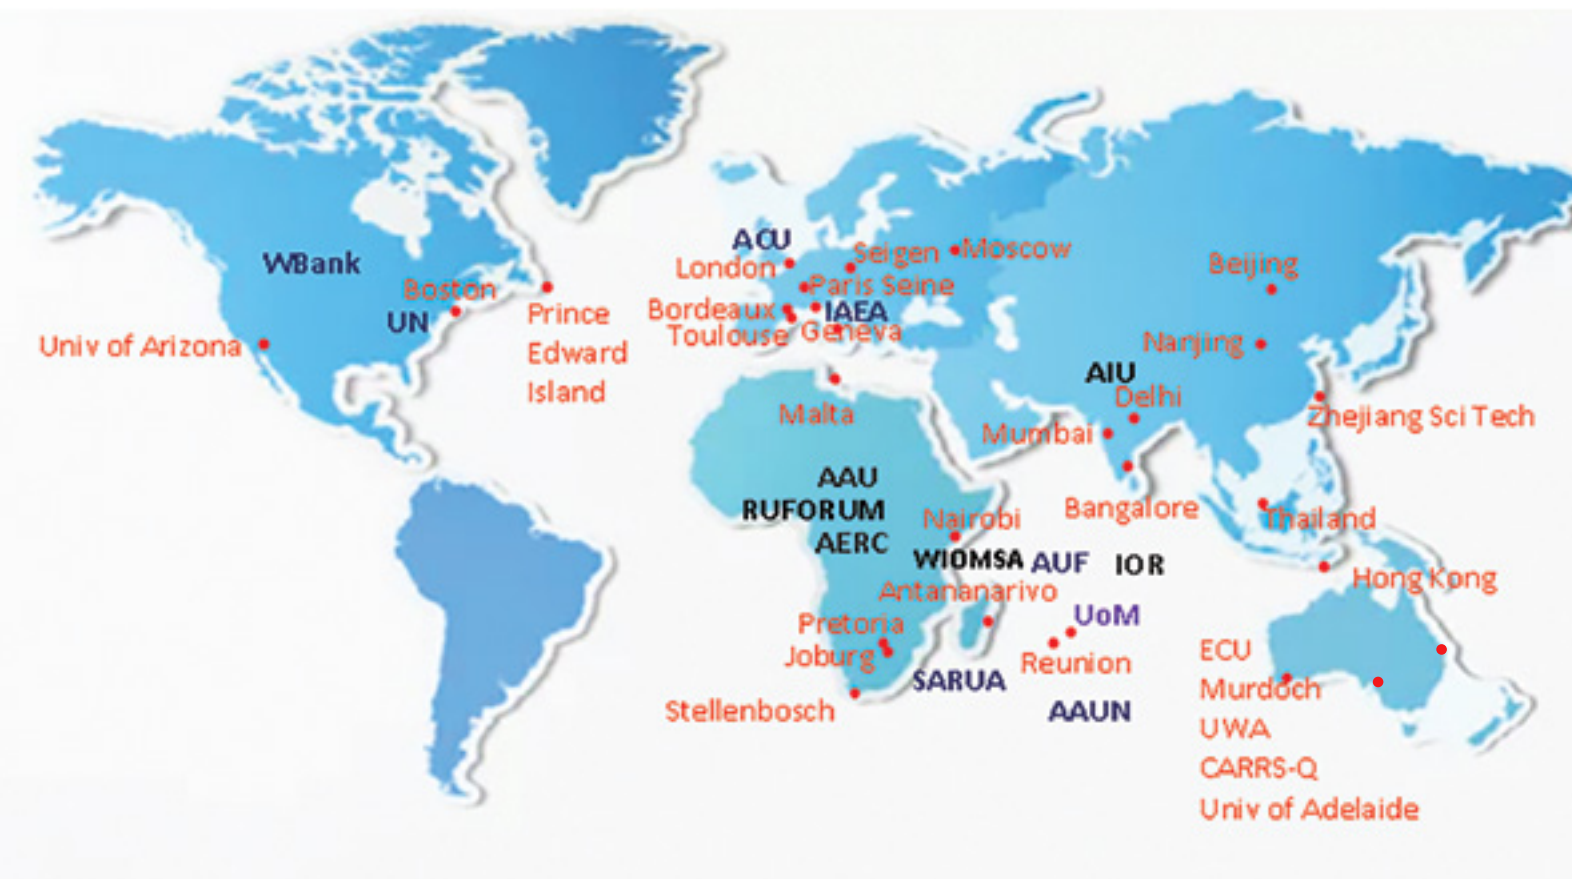 WBank
Boston
UN
Univ of Arizona
Prince
Edward
Island
ACU
London
Seigen
Moscow
Paris Seine
Bordeaux
IAEA
Toulouse
Geneva
Malta
Beijing
Nanjing
AIU
Delhi
Mumbai
Zhejiang Sci Tech
Bangalore
Thailand
Hong Kong
AAU
RUFORUM
AERC
Nairobi
WIOMSA
AUF
IOR
Antananarivo
UoM
Pretoria
Joburg
Reunion
SARUA
Stellenbosch
AAUN
ECU
Murdoch
UWA
CARRS-Q
Univ of Adelaide